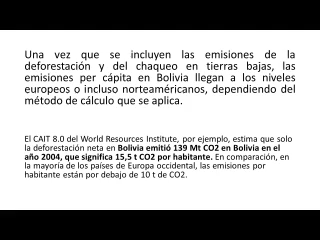 Una vez que se incluyen las emisiones de la
deforestación y del chaqueo en tierras bajas, las
emisiones per cápita en Bolivia llegan a los niveles
europeos o incluso norteaméricanos, dependiendo del
método de cálculo que se aplica.
El CAIT 8.0 del World Resources Institute, por ejemplo, estima que solo
la deforestación neta en Bolivia emitió 139 Mt CO2 en Bolivia en el
año 2004, que significa 15,5 t CO2 por habitante. En comparación, en
la mayoría de los países de Europa occidental, las emisiones por
habitante están por debajo de 10 t de CO2.